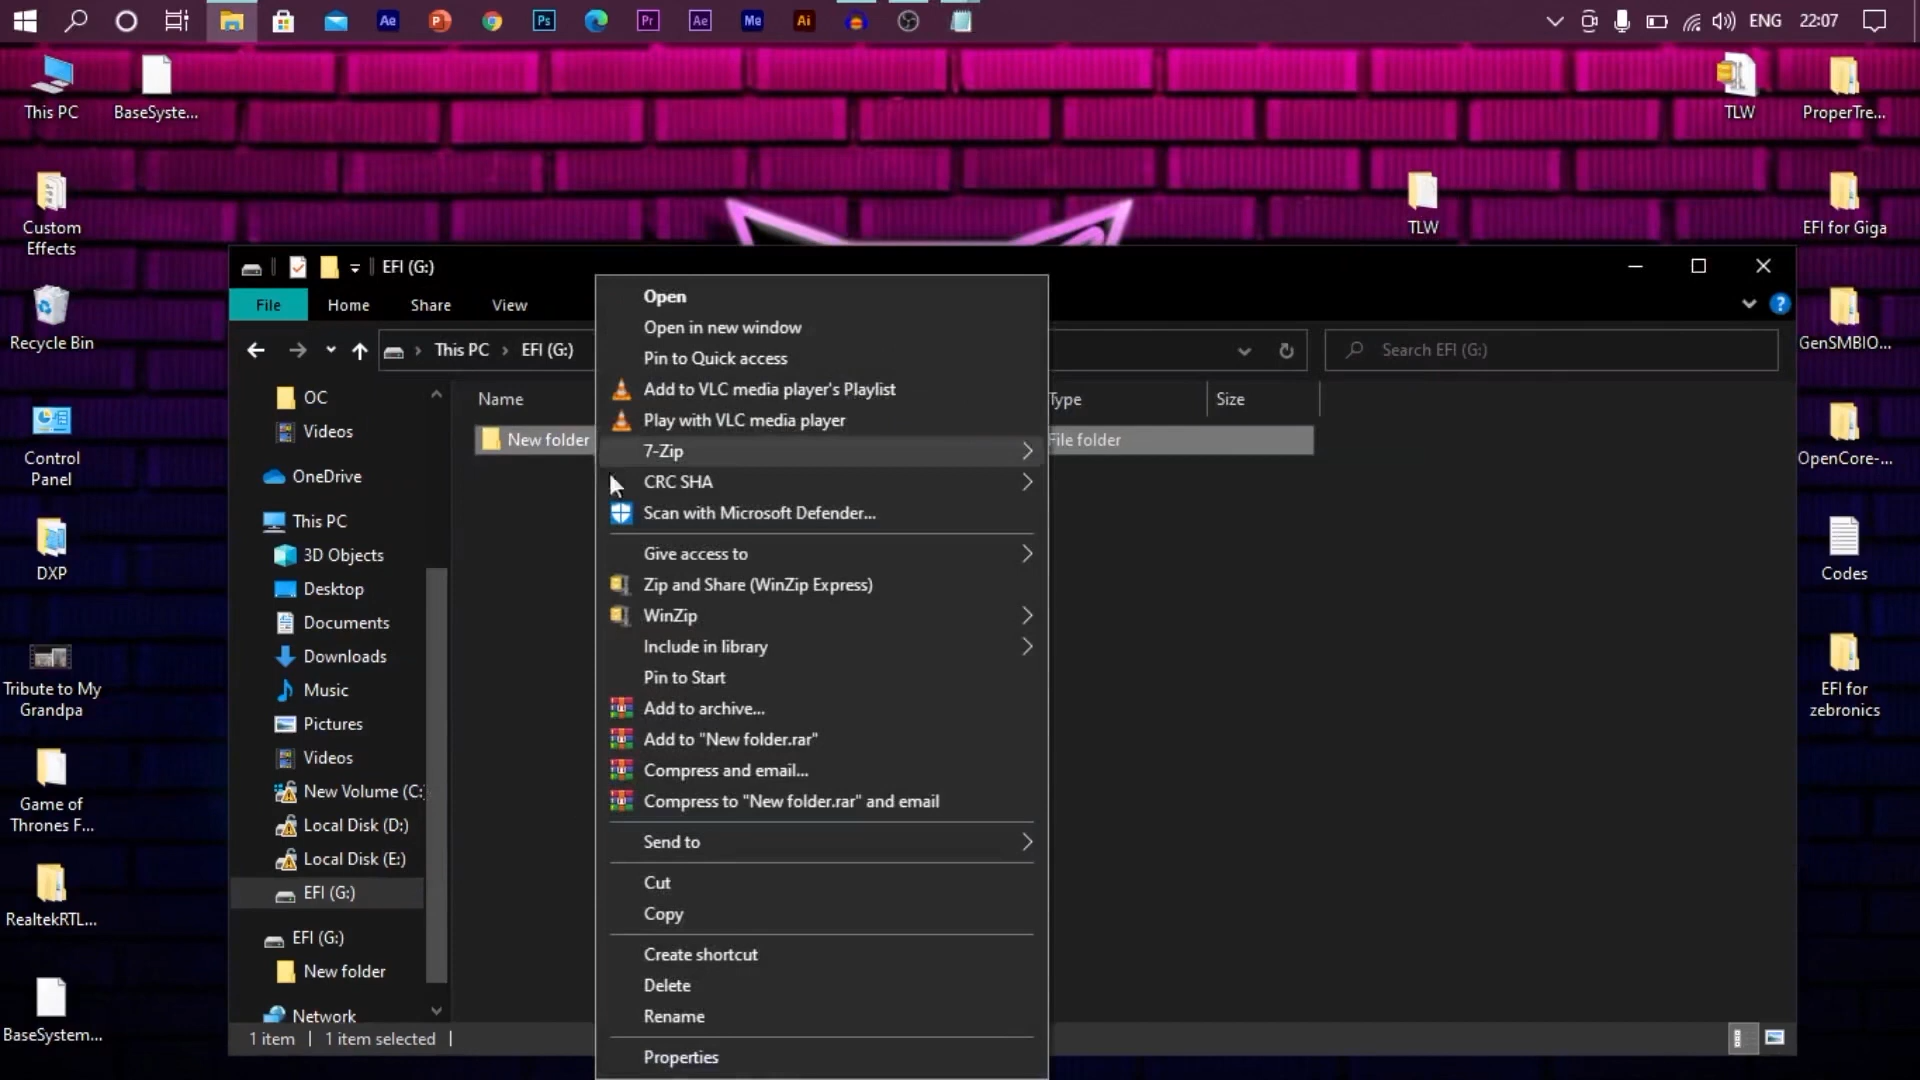 Ae
P
Ps
Pr
Ae
Me
Ai
ENG
22:07
This PC
BaseSyste...
TLW
ProperTre...
Custom
Effects
TLW
EFI for Giga
Recycle Bin
GenSMBIO...
Control
Panel
OpenCore-...
DXP
Codes
Tribute to My
Grandpa
EFI for
zebronics
Game of
Thrones F...
RealtekRTL...
BaseSystem...
EFI (G:)
File
Home
Share
View
?
This PC
EFI (G:)
Search EFI (G:)
OC
Videos
OneDrive
This PC
3D Objects
Desktop
Documents
Downloads
Music
Pictures
Videos
New Volume (C:
Local Disk (D:)
Local Disk (E:)
EFI (G:)
EFI (G:)
New folder
Network
Name
Type
Size
New folder
File folder
Open
Open in new window
Pin to Quick access
Add to VLC media player's Playlist
Play with VLC media player
7-Zip
CRC SHA
Scan with Microsoft Defender...
Give access to
Zip and Share (WinZip Express)
WinZip
Include in library
Pin to Start
Add to archive...
Add to "New folder.rar"
Compress and email...
Compress to "New folder.rar" and email
Send to
Cut
Copy
Create shortcut
Delete
Rename
Properties
1 item
1 item selected